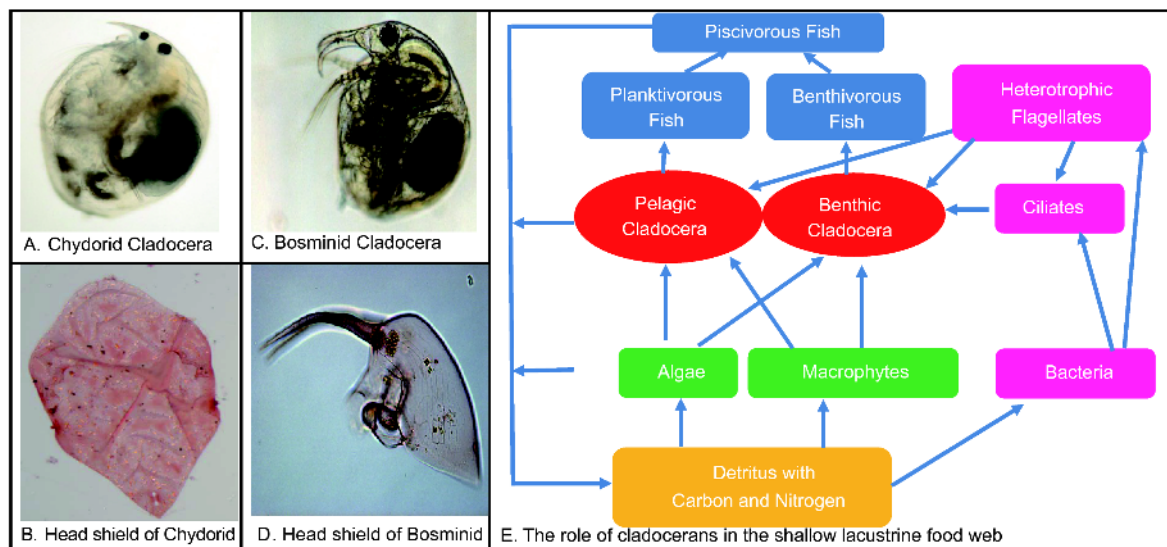 A. Chydorid Cladocera
C. Bosminid Cladocera
B. Head shield of Chydorid
D. Head shield of Bosminid
Piscivorous Fish
Planktivorous
Fish
Benthivorous
Fish
Heterotrophic
Flagellates
Pelagic
Cladocera
Benthic
Cladocera
Ciliates
Algae
Macrophytes
Bacteria
Detritus with
Carbon and Nitrogen
E. The role of cladocerans in the shallow lacustrine food web